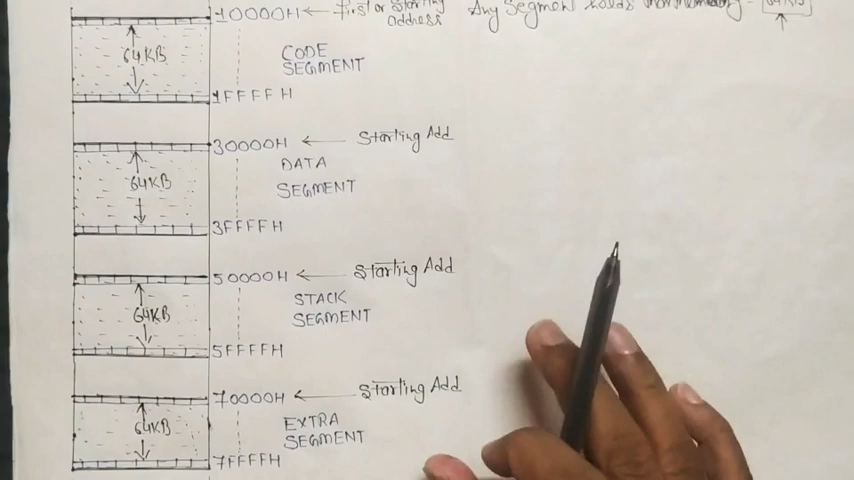 10000H ← First or Starting Address
Any Segment holds
64KB
CODE SEGMENT
1FFFFH
30000H ← Starting Add
64KB
DATA SEGMENT
3FFFFH
50000H ← Starting Add
64KB
STACK SEGMENT
5FFFFH
70000H ← Starting Add
64KB
EXTRA SEGMENT
7FFFFH